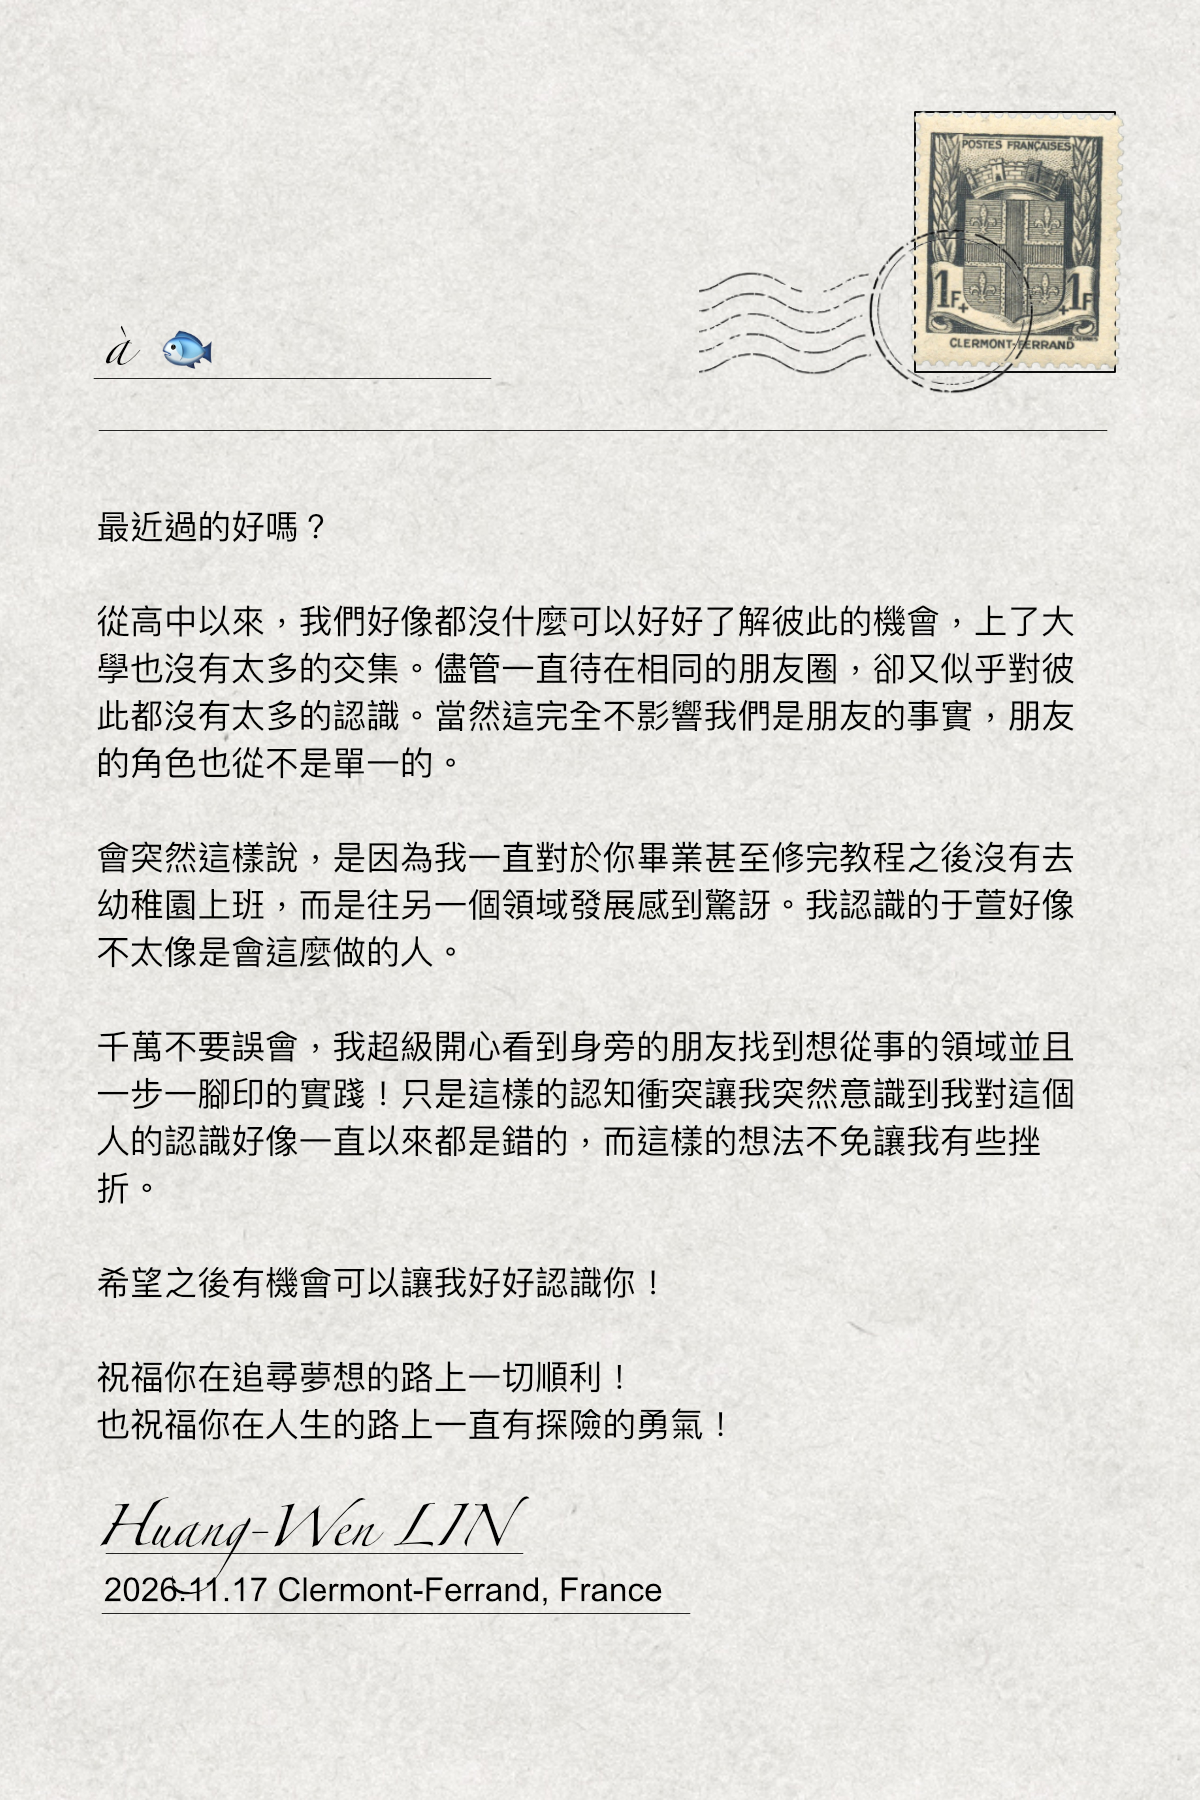 POSTES FRANÇAISES
1F+
+1F
CLERMONT-FERRAND
à 🐟
最近過的好嗎？
從高中以來，我們好像都沒什麼可以好好了解彼此的機會，上了大
學也沒有太多的交集。儘管一直待在相同的朋友圈，卻又似乎對彼
此都沒有太多的認識。當然這完全不影響我們是朋友的事實，朋友
的角色也從不是單一的。
會突然這樣說，是因為我一直對於你畢業甚至修完教程之後沒有去
幼稚園上班，而是往另一個領域發展感到驚訝。我認識的于萱好像
不太像是會這麼做的人。
千萬不要誤會，我超級開心看到身旁的朋友找到想從事的領域並且
一步一腳印的實踐！只是這樣的認知衝突讓我突然意識到我對這個
人的認識好像一直以來都是錯的，而這樣的想法不免讓我有些挫
折。
希望之後有機會可以讓我好好認識你！
祝福你在追尋夢想的路上一切順利！
也祝福你在人生的路上一直有探險的勇氣！
Huang-Wen LIN
2026.11.17 Clermont-Ferrand, France